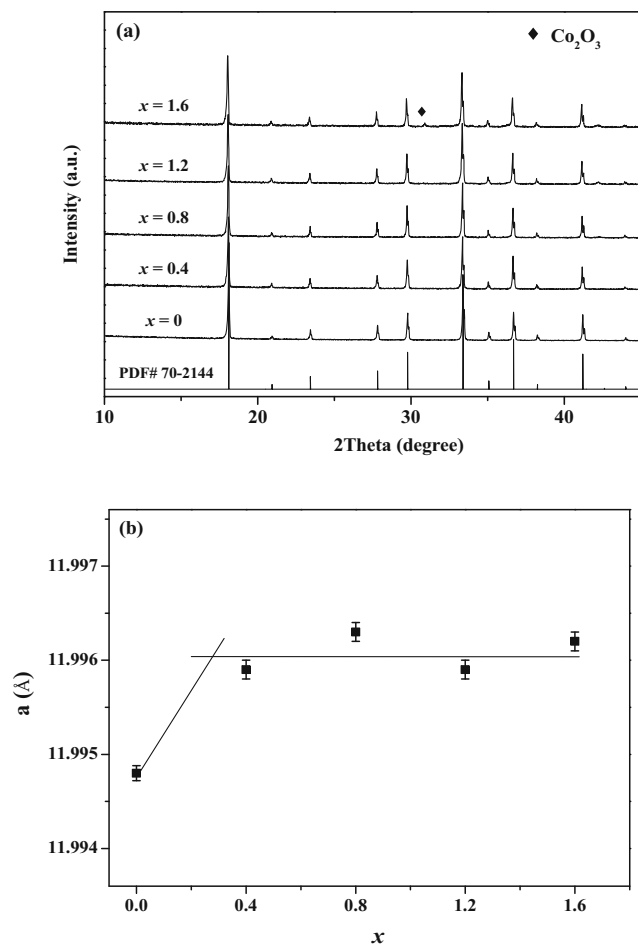 (a)
◆ Co₂O₃
x = 1.6
x = 1.2
x = 0.8
x = 0.4
x = 0
PDF# 70-2144
Intensity (a.u.)
10 20 30 40
2Theta (degree)
(b)
11.997
11.996
11.995
11.994
a (Å)
0.0 0.4 0.8 1.2 1.6
x